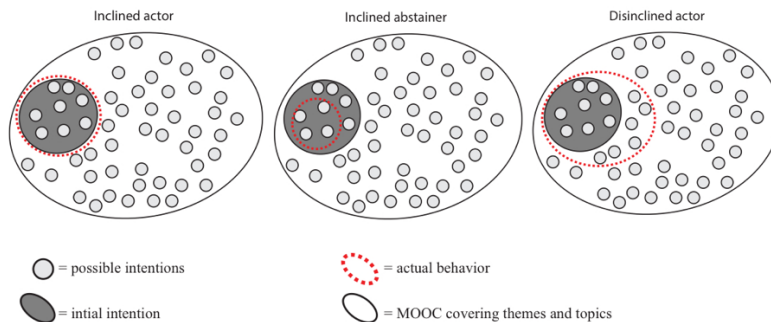 Inclined actor
Inclined abstainer
Disinclined actor
= possible intentions
= actual behavior
= intial intention
= MOOC covering themes and topics